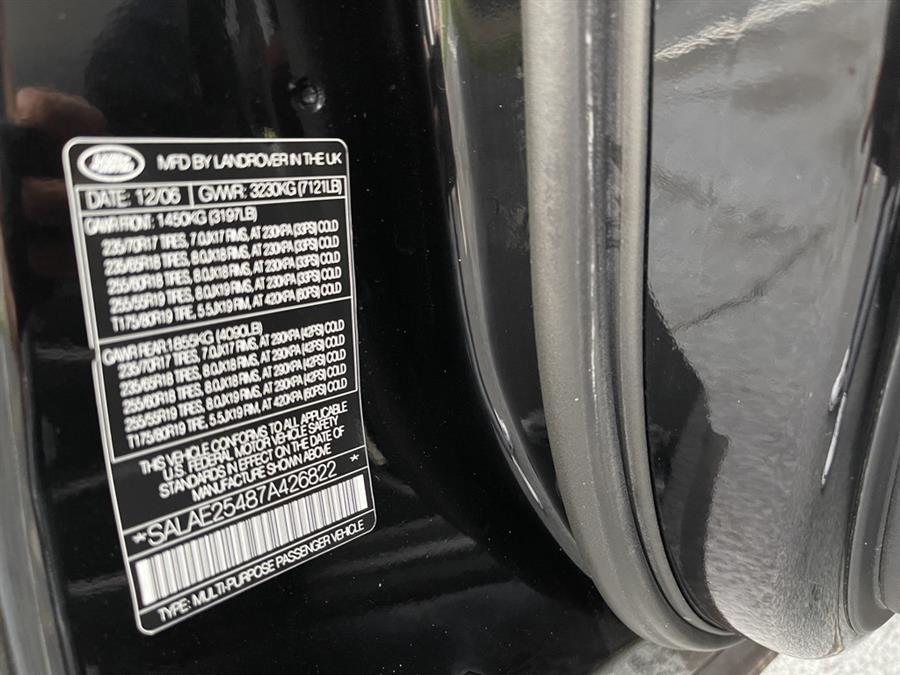 LAND ROVER
MFD BY LANDROVER IN THE UK
DATE: 12/06 GVWR: 3230KG (7121LB)
GAWR FRONT: 1450KG (3197LB)
235/70R17 TIRES, 7.0JX17 RIMS, AT 230KPA (33PSI) COLD
235/65R18 TIRES, 8.0JX18 RIMS, AT 230KPA (33PSI) COLD
255/60R18 TIRES, 8.0JX18 RIMS, AT 230KPA (33PSI) COLD
255/55R19 TIRES, 8.0JX19 RIMS, AT 230KPA (33PSI) COLD
T175/80R19 TIRE, 5.5JX19 RIM, AT 420KPA (60PSI) COLD
GAWR REAR:1855KG (4090LB)
235/70R17 TIRES, 7.0JX17 RIMS, AT 290KPA (42PSI) COLD
235/65R18 TIRES, 8.0JX18 RIMS, AT 290KPA (42PSI) COLD
255/60R18 TIRES, 8.0JX18 RIMS, AT 290KPA (42PSI) COLD
255/55R19 TIRES, 8.0JX19 RIMS, AT 290KPA (42PSI) COLD
T175/80R19 TIRE, 5.5JX19 RIM, AT 420KPA (60PSI) COLD
THIS VEHICLE CONFORMS TO ALL APPLICABLE
U.S. FEDERAL MOTOR VEHICLE SAFETY
STANDARDS IN EFFECT ON THE DATE OF
MANUFACTURE SHOWN ABOVE
*SALAE25487A426822*
TYPE: MULTI-PURPOSE PASSENGER VEHICLE